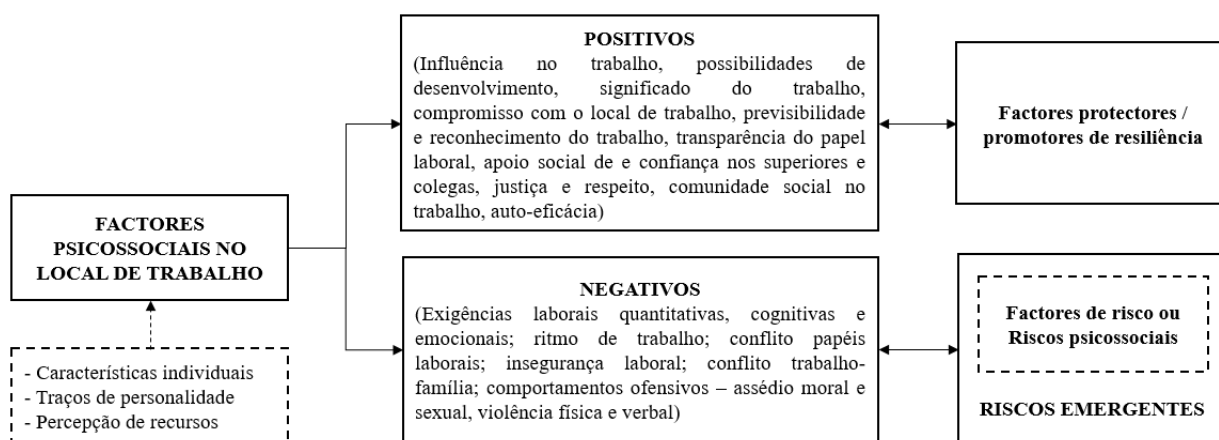 FACTORES
PSICOSSOCIAIS NO
LOCAL DE TRABALHO
- Características individuais
- Traços de personalidade
- Percepção de recursos
POSITIVOS
(Influência no trabalho, possibilidades de
desenvolvimento, significado do trabalho,
compromisso com o local de trabalho, previsibilidade
e reconhecimento do trabalho, transparência do papel
laboral, apoio social de e confiança nos superiores e
colegas, justiça e respeito, comunidade social no
trabalho, auto-eficácia)
NEGATIVOS
(Exigências laborais quantitativas, cognitivas e
emocionais; ritmo de trabalho; conflito papéis
laborais; insegurança laboral; conflito trabalho-
família; comportamentos ofensivos – assédio moral e
sexual, violência física e verbal)
Factores protectores /
promotores de resiliència
Factores de risco ou
Riscos psicossociais
RISCOS EMERGENTES